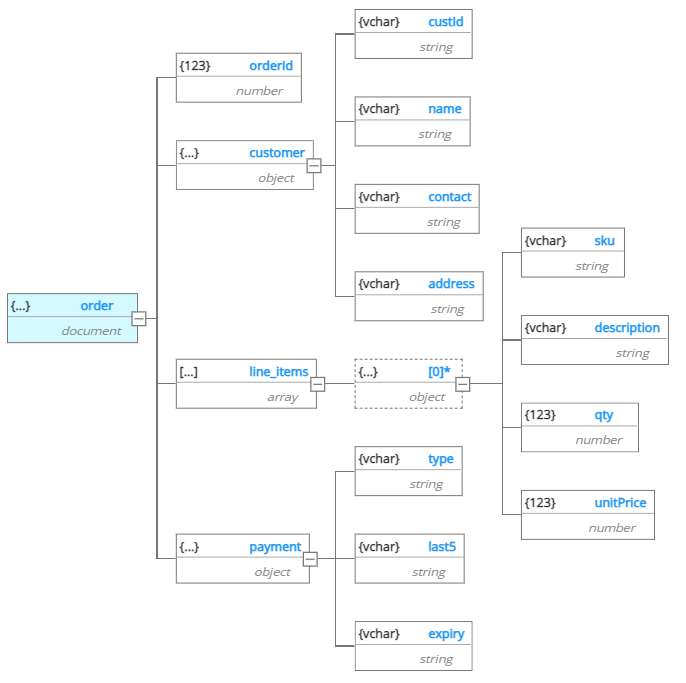 {...} order
document
{123} orderId
number
{...} customer
object
{vchar} custId
string
{vchar} name
string
{vchar} contact
string
{vchar} address
string
[...] line_items
array
{...} [0]*
object
{vchar} sku
string
{vchar} description
string
{123} qty
number
{123} unitPrice
number
{...} payment
object
{vchar} type
string
{vchar} last5
string
{vchar} expiry
string